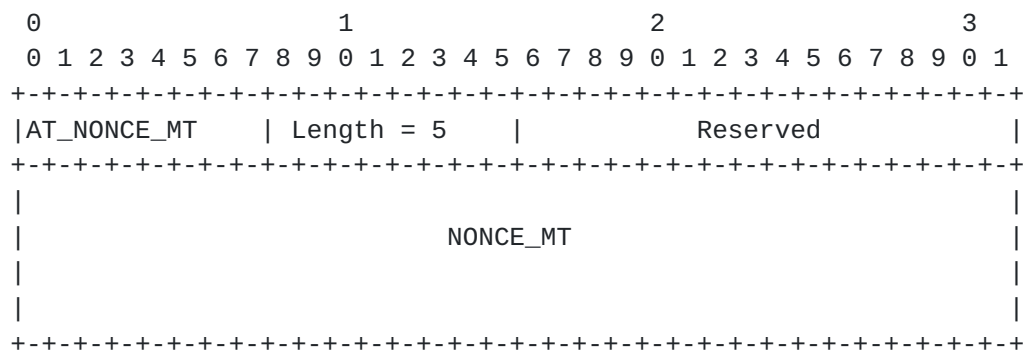 0                   1                   2                   3
 0 1 2 3 4 5 6 7 8 9 0 1 2 3 4 5 6 7 8 9 0 1 2 3 4 5 6 7 8 9 0 1
+-+-+-+-+-+-+-+-+-+-+-+-+-+-+-+-+-+-+-+-+-+-+-+-+-+-+-+-+-+-+-+-+
|AT_NONCE_MT    | Length = 5    |           Reserved            |
+-+-+-+-+-+-+-+-+-+-+-+-+-+-+-+-+-+-+-+-+-+-+-+-+-+-+-+-+-+-+-+-+
|                                                               |
|                           NONCE_MT                            |
|                                                               |
|                                                               |
+-+-+-+-+-+-+-+-+-+-+-+-+-+-+-+-+-+-+-+-+-+-+-+-+-+-+-+-+-+-+-+-+